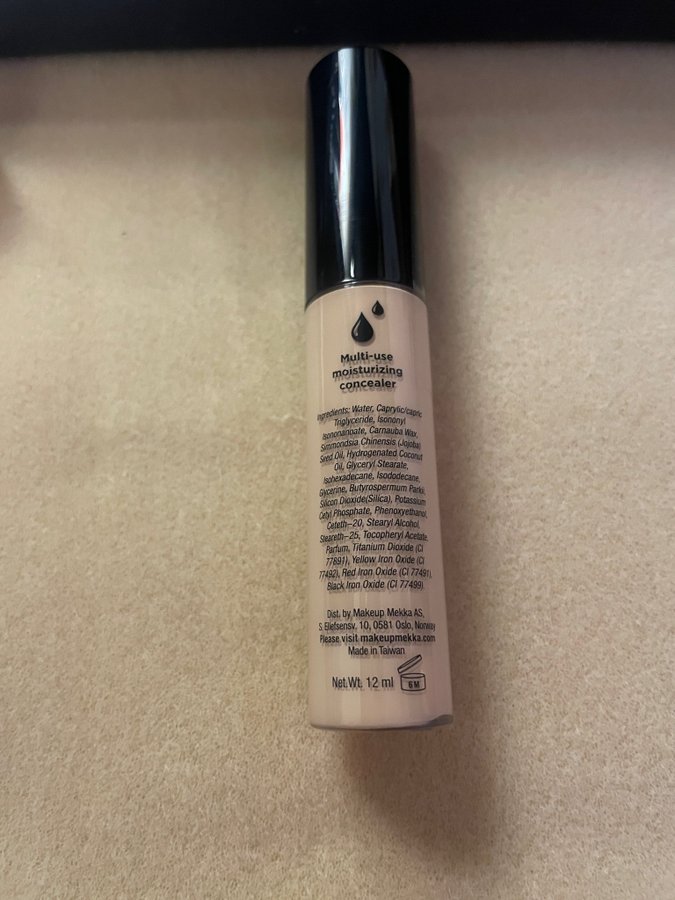 Multi-use
moisturizing
concealer
Ingredients: Water, Caprylic/capric
Triglyceride, Isononyl
Isononanoate, Carnauba Wax,
Simmondsia Chinensis (Jojoba)
Seed Oil, Hydrogenated Coconut
Oil, Glyceryl Stearate,
Isohexadecane, Isododecane,
Glycerine, Butyrospermum Parkii,
Silicon Dioxide(Silica), Potassium
Cetyl Phosphate, Phenoxyethanol,
Ceteth-20, Stearyl Alcohol,
Steareth-25, Tocopheryl Acetate,
Parfum, Titanium Dioxide (CI
77891), Yellow Iron Oxide (CI
77492), Red Iron Oxide (CI 77491),
Black Iron Oxide (CI 77499)
Dist. by Makeup Mekka AS,
S. Ellefsensv. 10, 0581 Oslo, Norway
Please visit makeupmekka.com
Made in Taiwan
Net.Wt. 12 ml 6M